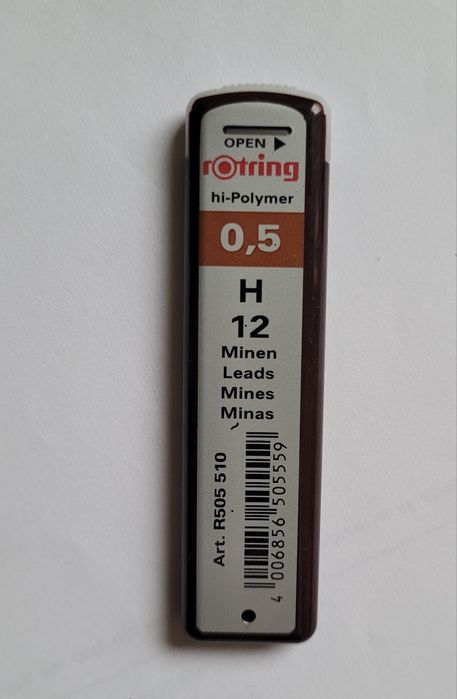 OPEN ▶
rotring
hi-Polymer
0,5
H
12
Minen
Leads
Mines
Minas
Art. R505 510
4 006856 505559